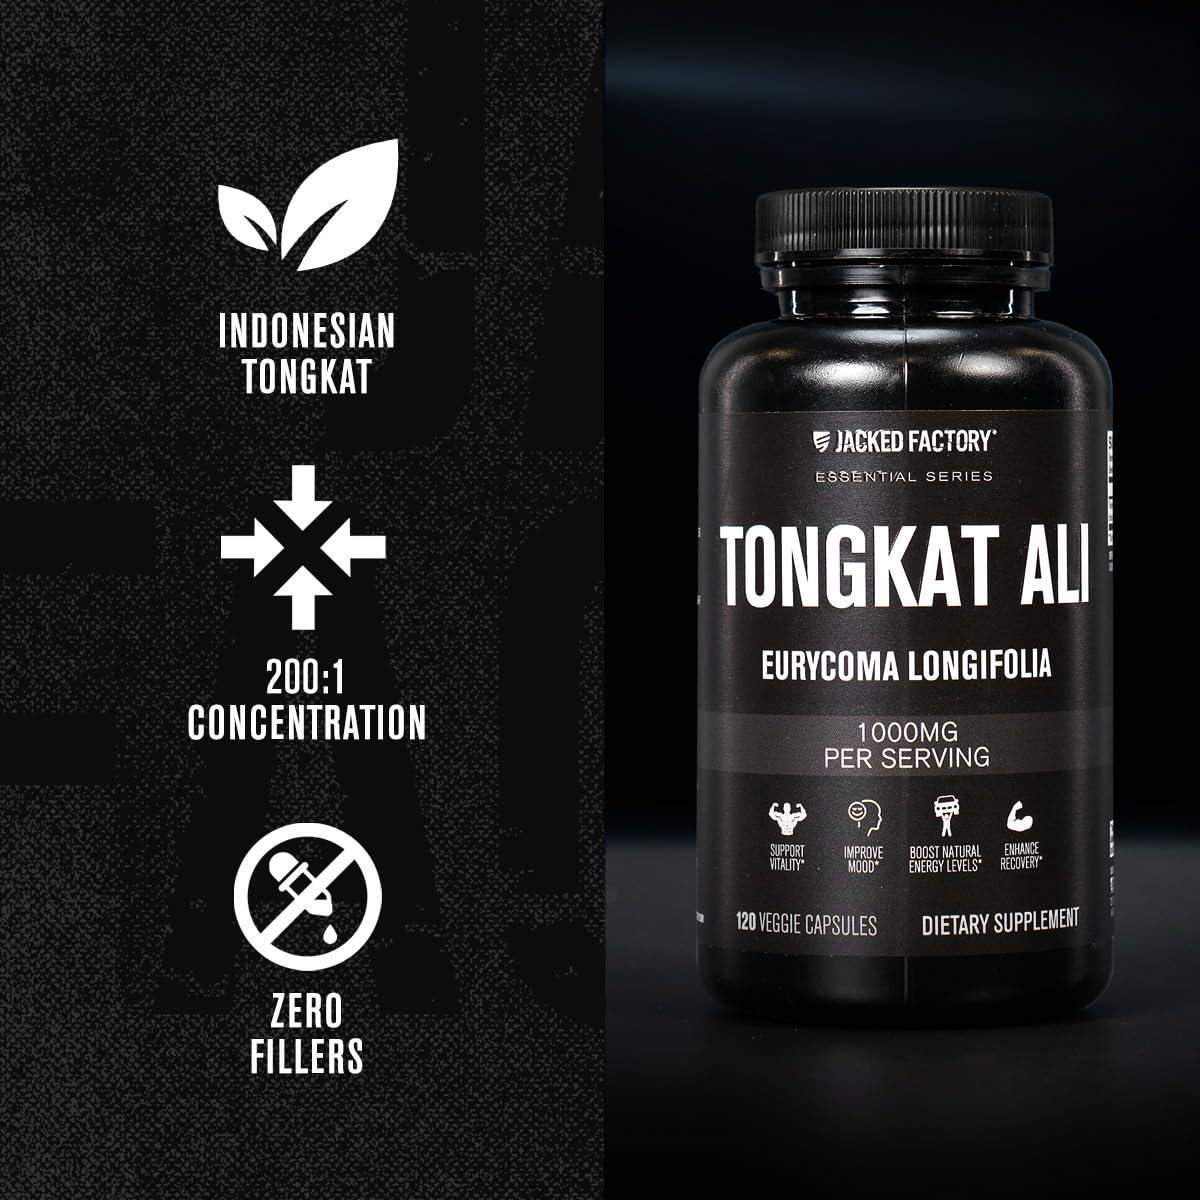 INDONESIAN
TONGKAT
200:1
CONCENTRATION
ZERO
FILLERS
JACKED FACTORY®
ESSENTIAL SERIES
TONGKAT ALI
EURYCOMA LONGIFOLIA
1000MG
PER SERVING
SUPPORT
VITALITY*
IMPROVE
MOOD*
BOOST NATURAL
ENERGY LEVELS*
ENHANCE
RECOVERY*
120 VEGGIE CAPSULES
DIETARY SUPPLEMENT